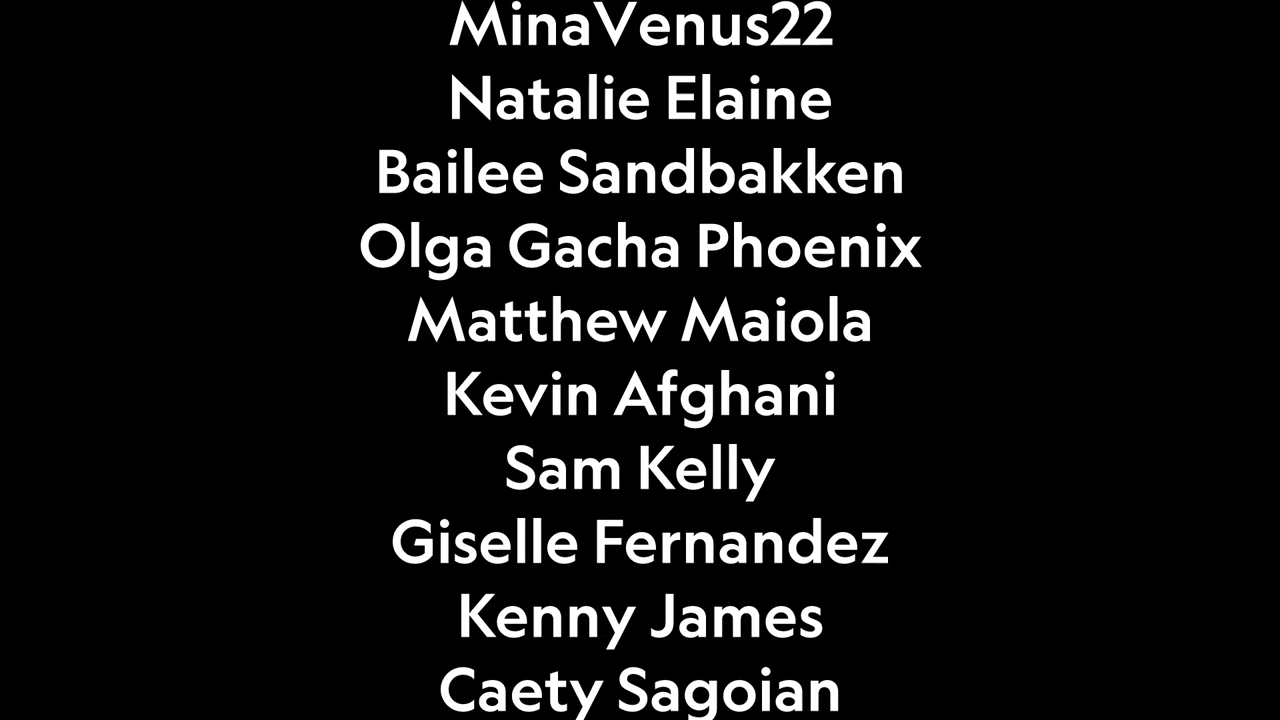 MinaVenus22
Natalie Elaine
Bailee Sandbakken
Olga Gacha Phoenix
Matthew Maiola
Kevin Afghani
Sam Kelly
Giselle Fernandez
Kenny James
Caety Sagoian